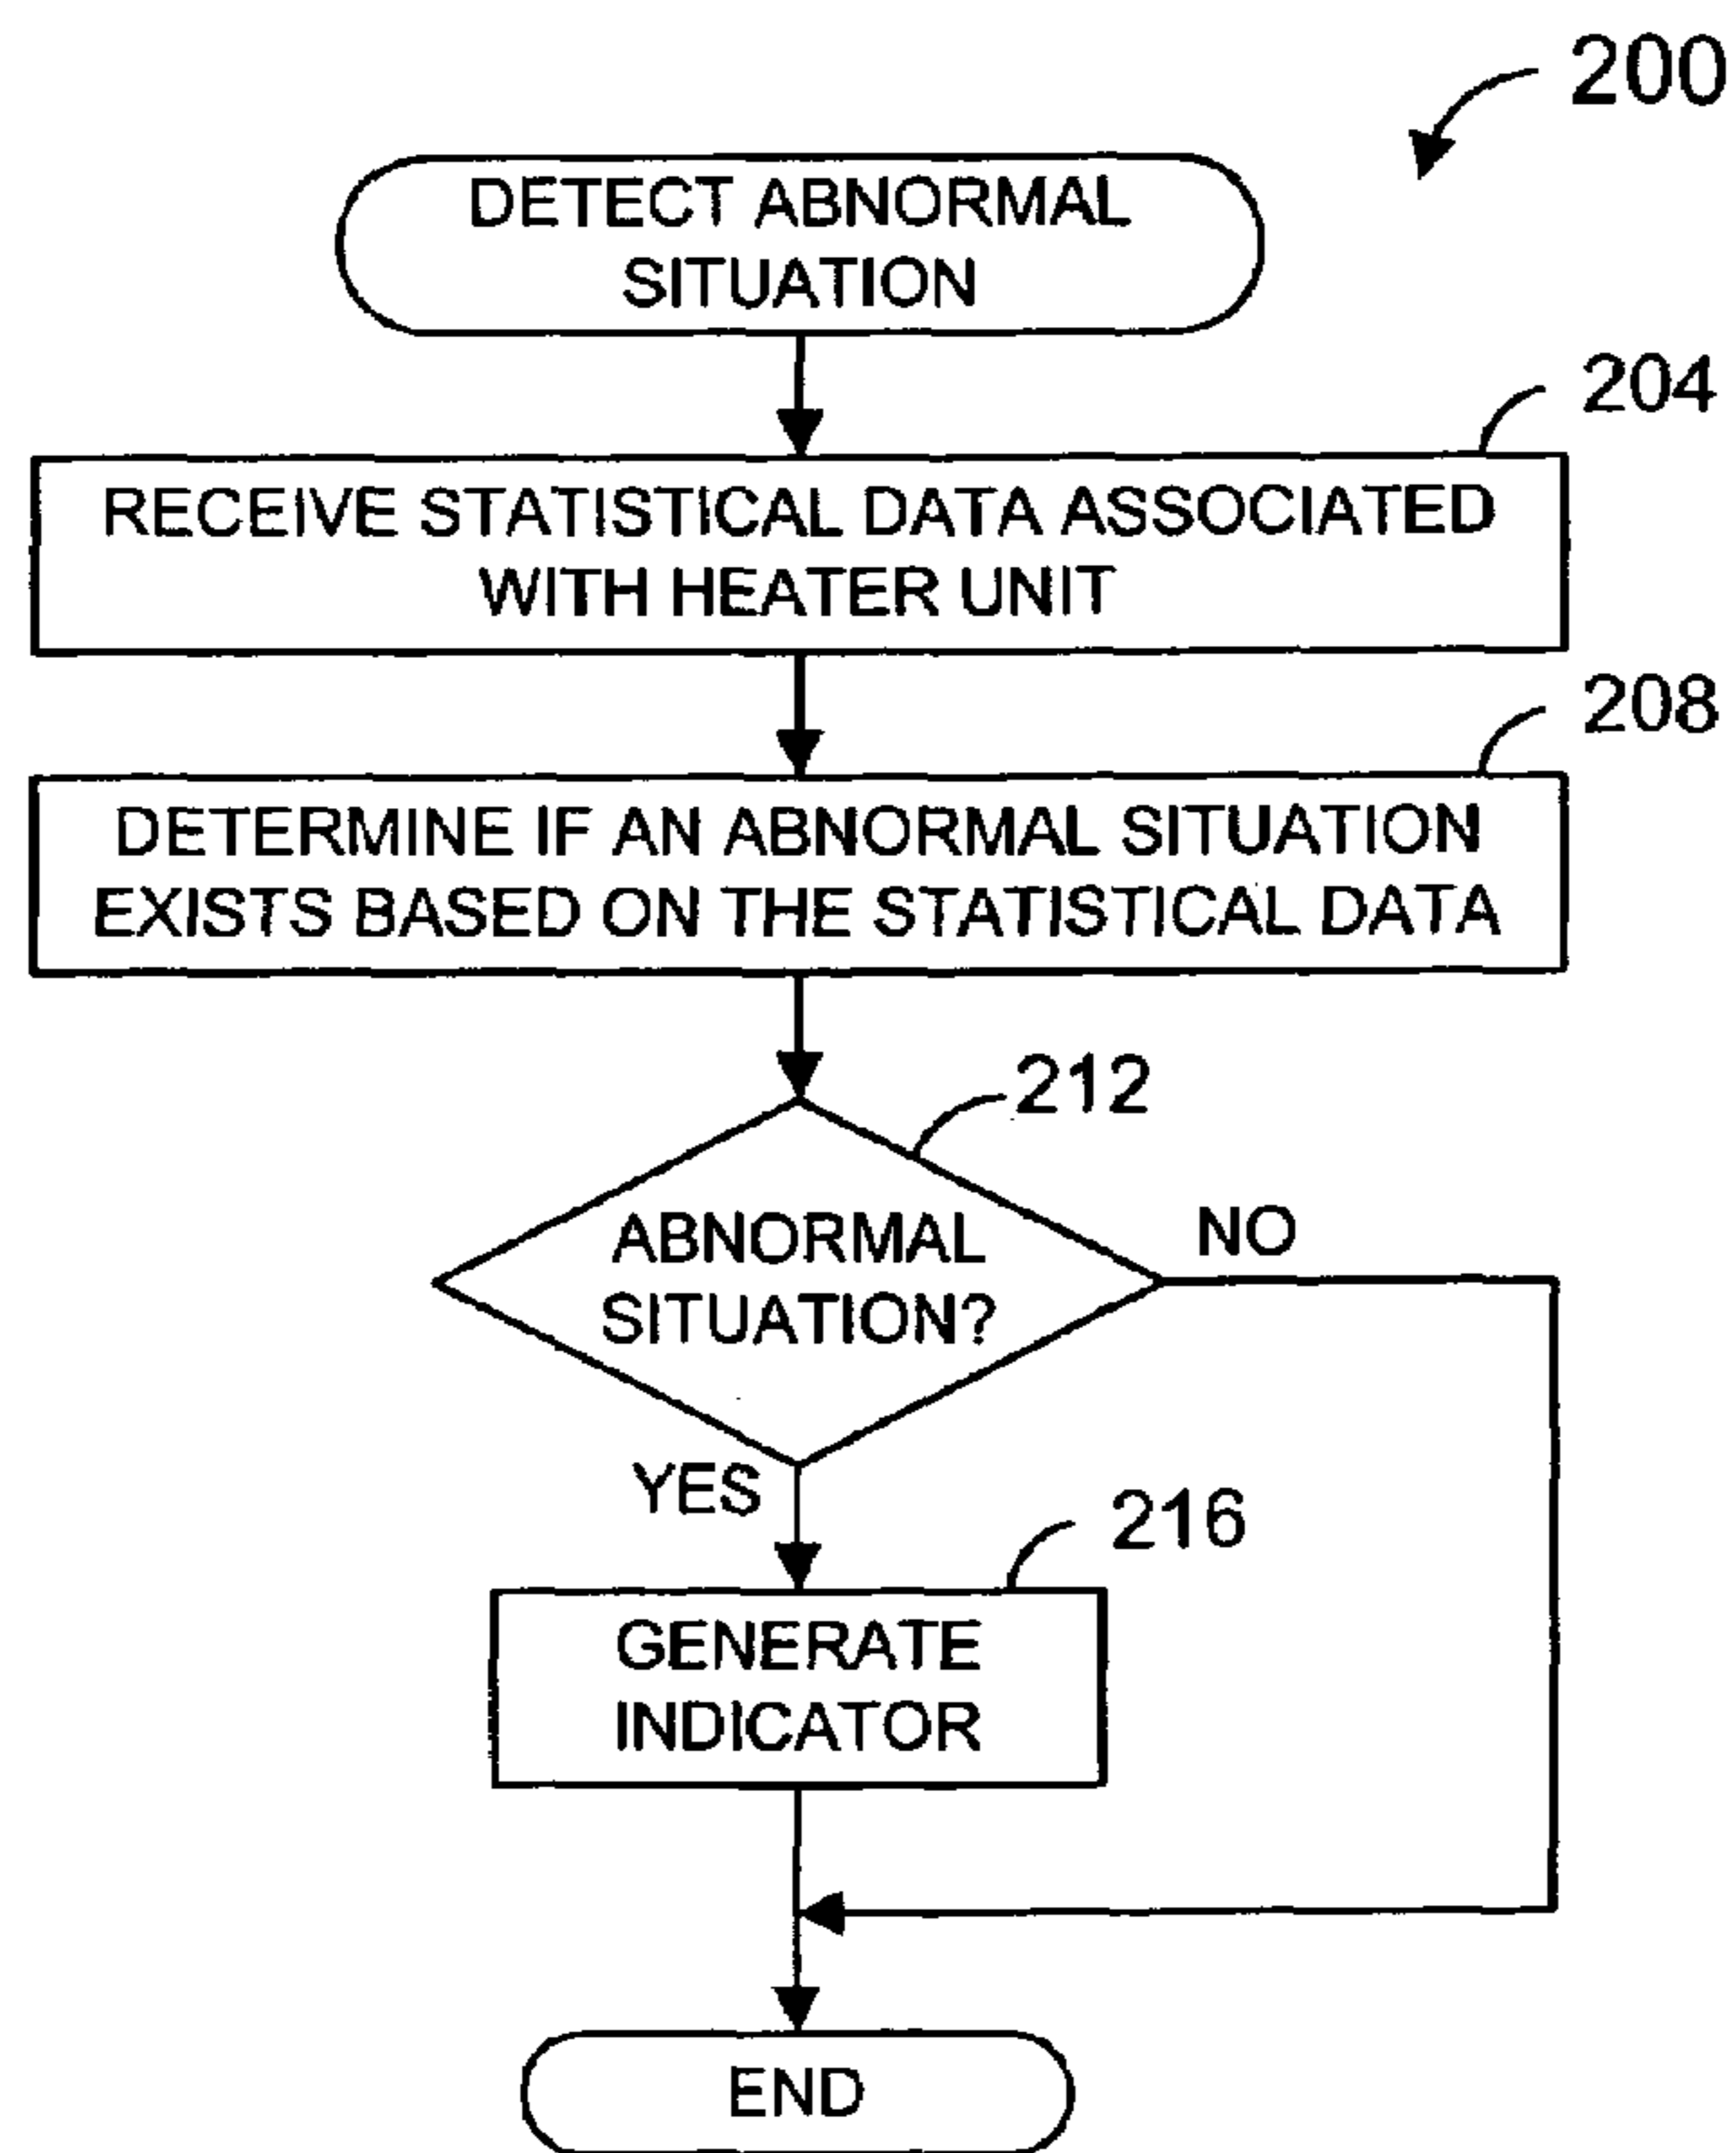 200
DETECT ABNORMAL
SITUATION
204
RECEIVE STATISTICAL DATA ASSOCIATED
WITH HEATER UNIT
208
DETERMINE IF AN ABNORMAL SITUATION
EXISTS BASED ON THE STATISTICAL DATA
212
ABNORMAL
SITUATION?
NO
YES
216
GENERATE
INDICATOR
END